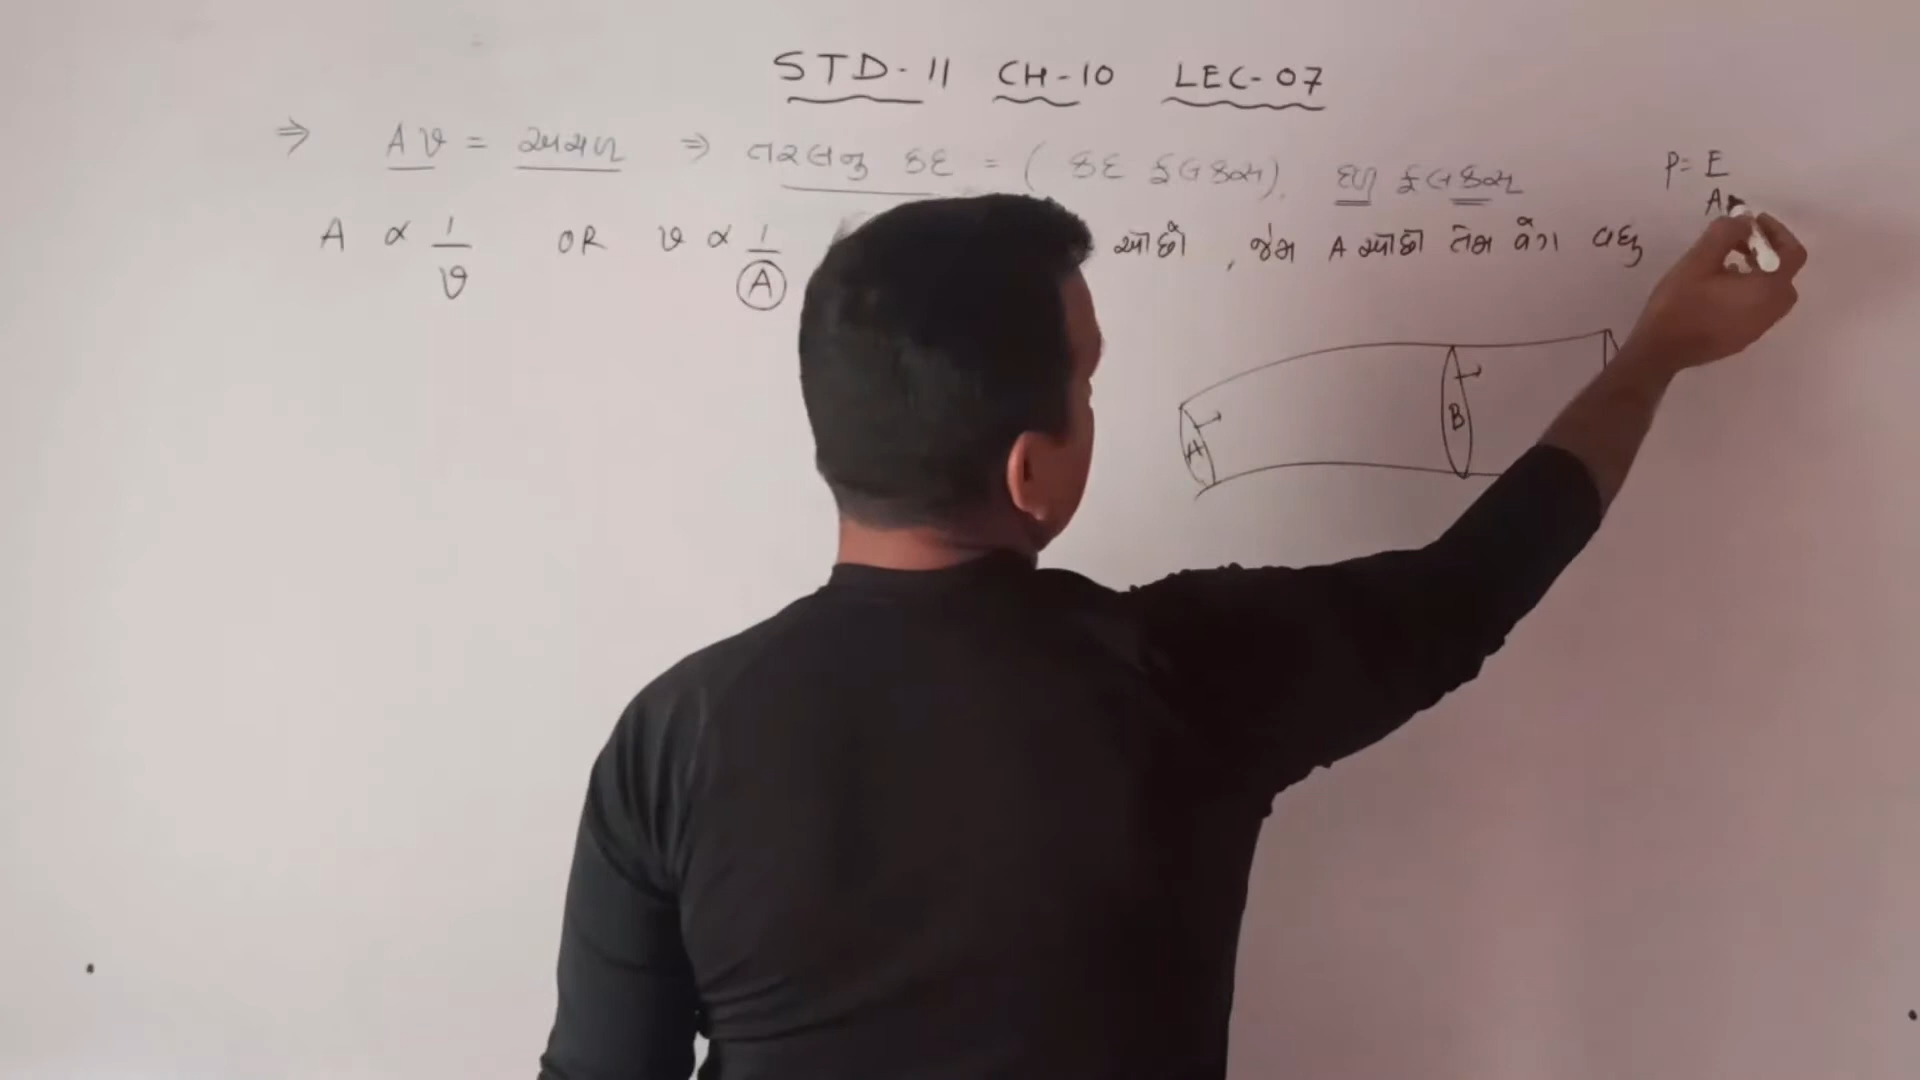 STD-11 CH-10 LEC-07
⇒ Av = અચળ ⇒ તરલનું કદ = (કદ ફ્લક્સ). ઘણુ ફ્લક્સ
A ∝ 1/v OR v ∝ 1/A ઓછો , જેમ A ઓછો તેમ વેગ વધુ
P = F
A
A
B